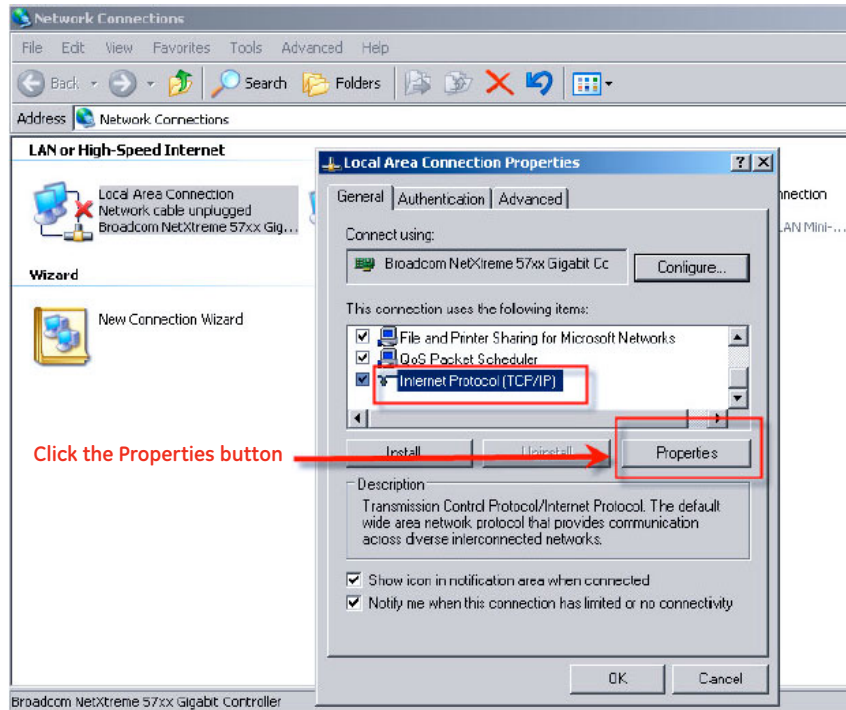 Network Connections
File Edit View Favorites Tools Advanced Help
Back Search Folders
Address Network Connections
LAN or High-Speed Internet
Local Area Connection
Network cable unplugged
Broadcom NetXtreme 57xx Gig...
nnection
LAN Mini-...
Wizard
New Connection Wizard
Local Area Connection Properties
General Authentication Advanced
Connect using:
Broadcom NetXtreme 57xx Gigabit Cc
Configure...
This connection uses the following items:
File and Printer Sharing for Microsoft Networks
QoS Packet Scheduler
Internet Protocol (TCP/IP)
Click the Properties button
Install... Uninstall Properties
Description
Transmission Control Protocol/Internet Protocol. The default
wide area network protocol that provides communication
across diverse interconnected networks.
Show icon in notification area when connected
Notify me when this connection has limited or no connectivity
OK Cancel
Broadcom NetXtreme 57xx Gigabit Controller